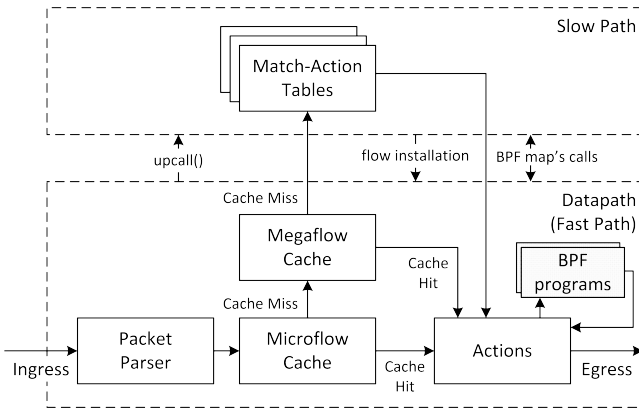 Slow Path
Match-Action
Tables
upcall()
flow installation
BPF map's calls
Cache Miss
Datapath
(Fast Path)
Megaflow
Cache
Cache
Hit
BPF
programs
Cache Miss
Packet
Parser
Microflow
Cache
Actions
Ingress
Cache
Hit
Egress